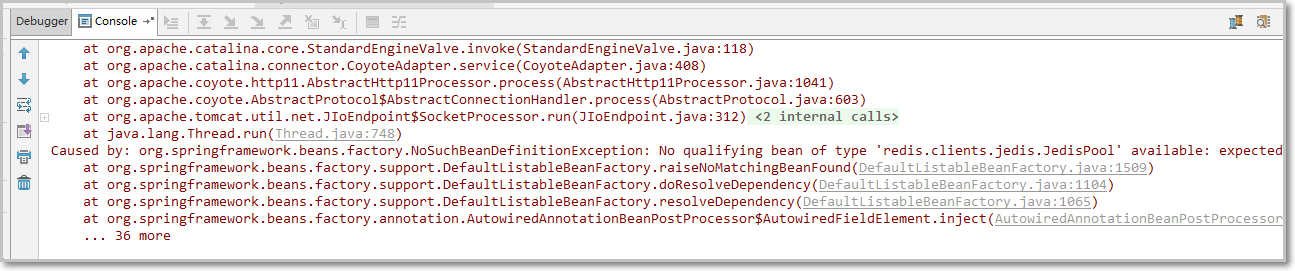 Debugger Console
at org.apache.catalina.core.StandardEngineValve.invoke(StandardEngineValve.java:118)
at org.apache.catalina.connector.CoyoteAdapter.service(CoyoteAdapter.java:408)
at org.apache.coyote.http11.AbstractHttp11Processor.process(AbstractHttp11Processor.java:1041)
at org.apache.coyote.AbstractProtocol$AbstractConnectionHandler.process(AbstractProtocol.java:603)
at org.apache.tomcat.util.net.JIoEndpoint$SocketProcessor.run(JIoEndpoint.java:312) <2 internal calls>
at java.lang.Thread.run(Thread.java:748)
Caused by: org.springframework.beans.factory.NoSuchBeanDefinitionException: No qualifying bean of type 'redis.clients.jedis.JedisPool' available: expected
at org.springframework.beans.factory.support.DefaultListableBeanFactory.raiseNoMatchingBeanFound(DefaultListableBeanFactory.java:1509)
at org.springframework.beans.factory.support.DefaultListableBeanFactory.doResolveDependency(DefaultListableBeanFactory.java:1104)
at org.springframework.beans.factory.support.DefaultListableBeanFactory.resolveDependency(DefaultListableBeanFactory.java:1065)
at org.springframework.beans.factory.annotation.AutowiredAnnotationBeanPostProcessor$AutowiredFieldElement.inject(AutowiredAnnotationBeanPostProcessor
... 36 more